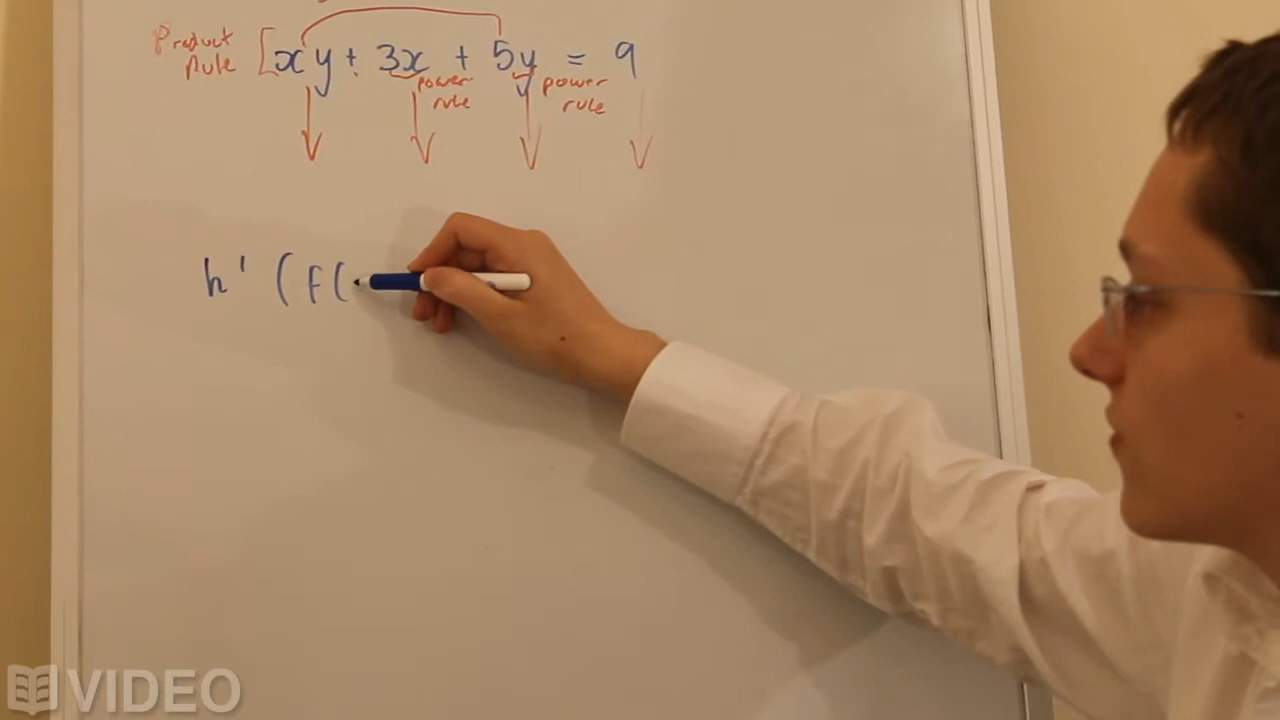 Product Rule [xy + 3x + 5y = 9
power rule
power rule
h' (f(
VIDEO